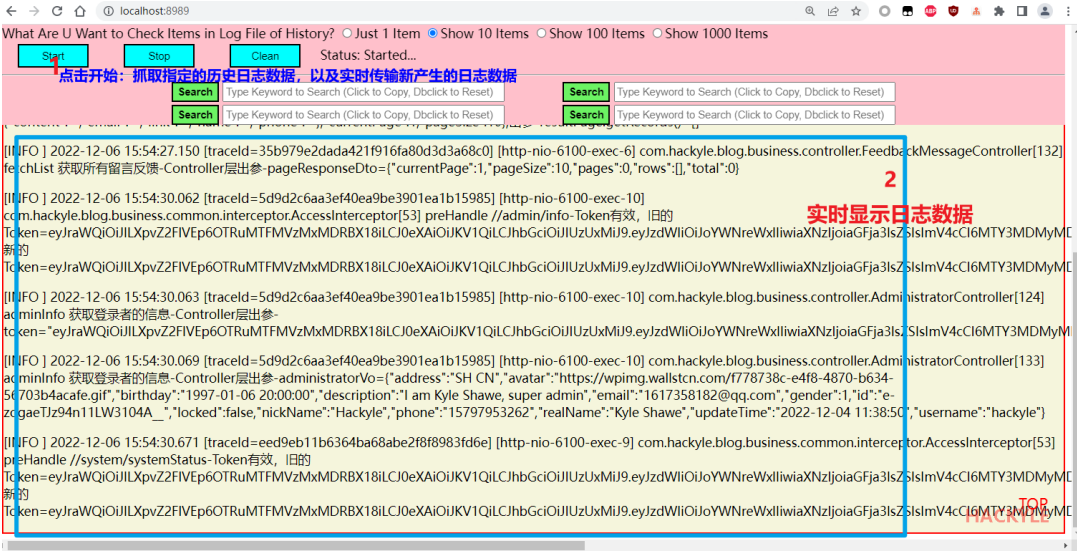 localhost:8989
What Are U Want to Check Items in Log File of History? Just 1 Item Show 10 Items Show 100 Items Show 1000 Items
Start Stop Clean Status: Started...
1
点击开始：抓取指定的历史日志数据，以及实时传输新产生的日志数据
Search Type Keyword to Search (Click to Copy, Dbclick to Reset) Search Type Keyword to Search (Click to Copy, Dbclick to Reset)
Search Type Keyword to Search (Click to Copy, Dbclick to Reset) Search Type Keyword to Search (Click to Copy, Dbclick to Reset)
[INFO ] 2022-12-06 15:54:27.150 [traceId=35b979e2dada421f916fa80d3d3a68c0] [http-nio-6100-exec-6] com.hackyle.blog.business.controller.FeedbackMessageController[132]
fetchList 获取所有留言反馈-Controller层出参-pageResponseDto={"currentPage":1,"pageSize":10,"pages":0,"rows":[],"total":0}
2
[INFO ] 2022-12-06 15:54:30.062 [traceId=5d9d2c6aa3ef40ea9be3901ea1b15985] [http-nio-6100-exec-10]
com.hackyle.blog.business.common.interceptor.AccessInterceptor[53] preHandle //admin/info-Token有效，旧的
实时显示日志数据
新的
[INFO ] 2022-12-06 15:54:30.063 [traceId=5d9d2c6aa3ef40ea9be3901ea1b15985] [http-nio-6100-exec-10] com.hackyle.blog.business.controller.AdministratorController[124]
adminInfo 获取登录者的信息-Controller层出参-
[INFO ] 2022-12-06 15:54:30.069 [traceId=5d9d2c6aa3ef40ea9be3901ea1b15985] [http-nio-6100-exec-10] com.hackyle.blog.business.controller.AdministratorController[133]
adminInfo 获取登录者的信息-Controller层出参-administratorVo={"address":"SH CN","avatar":"https://wpimg.wallstcn.com/f778738c-e4f8-4870-b634-
56703b4acafe.gif","birthday":"1997-01-06 20:00:00","description":"I am Kyle Shawe, super admin","email":"1617358182@qq.com","gender":1,"id":"e-
zcgaeTJz94n11LW3104A__","locked":false,"nickName":"Hackyle","phone":"15797953262","realName":"Kyle Shawe","updateTime":"2022-12-04 11:38:50","username":"hackyle"}
[INFO ] 2022-12-06 15:54:30.671 [traceId=eed9eb11b6364ba68abe2f8f8983fd6e] [http-nio-6100-exec-9] com.hackyle.blog.business.common.interceptor.AccessInterceptor[53]
preHandle //system/systemStatus-Token有效，旧的
新的
TOP
HACKYLE